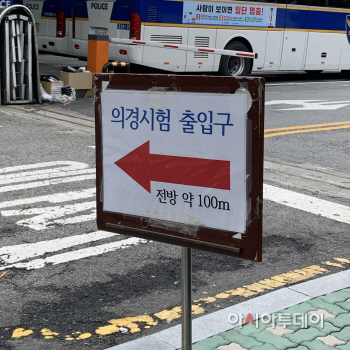 POLICE
사람이 보이면 일단 멈춤!
의경시험 출입구
전방 약 100m
아시아투데이